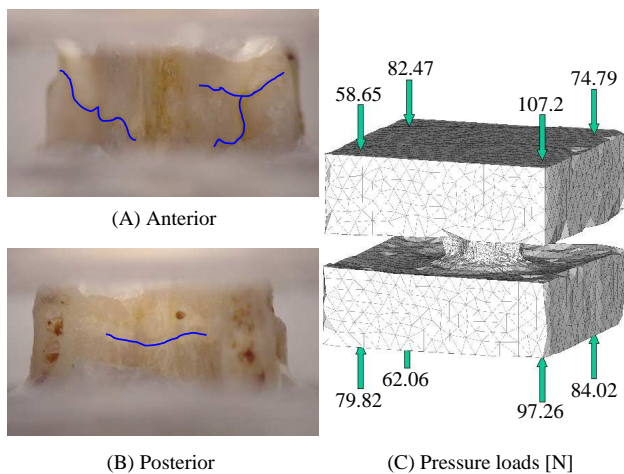 (A) Anterior
(B) Posterior
58.65
82.47
107.2
74.79
79.82
62.06
97.26
84.02
(C) Pressure loads [N]